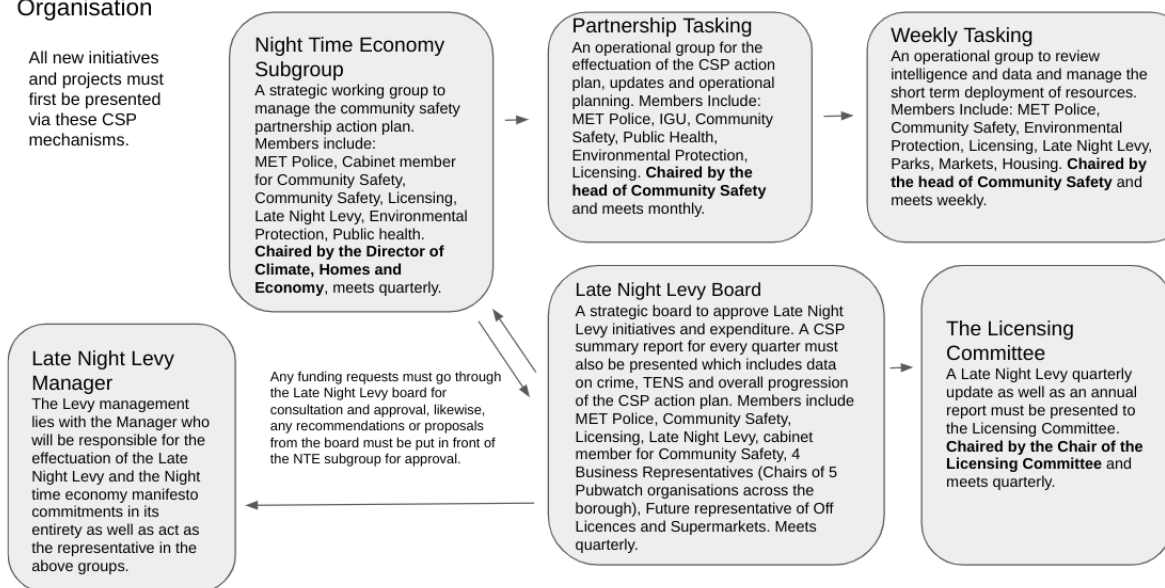 Organisation
All new initiatives
and projects must
first be presented
via these CSP
mechanisms.
Night Time Economy
Subgroup
A strategic working group to
manage the community safety
partnership action plan.
Members include:
MET Police, Cabinet member
for Community Safety,
Community Safety, Licensing,
Late Night Levy, Environmental
Protection, Public health.
Chaired by the Director of
Climate, Homes and
Economy, meets quarterly.
Partnership Tasking
An operational group for the
effectuation of the CSP action
plan, updates and operational
planning. Members Include:
MET Police, IGU, Community
Safety, Public Health,
Environmental Protection,
Licensing. Chaired by the
head of Community Safety
and meets monthly.
Weekly Tasking
An operational group to review
intelligence and data and manage the
short term deployment of resources.
Members Include: MET Police,
Community Safety, Environmental
Protection, Licensing, Late Night Levy,
Parks, Markets, Housing. Chaired by
the head of Community Safety and
meets weekly.
Late Night Levy
Manager
The Levy management
lies with the Manager who
will be responsible for the
effectuation of the Late
Night Levy and the Night
time economy manifesto
commitments in its
entirety as well as act as
the representative in the
above groups.
Any funding requests must go through
the Late Night Levy board for
consultation and approval, likewise,
any recommendations or proposals
from the board must be put in front of
the NTE subgroup for approval.
Late Night Levy Board
A strategic board to approve Late Night
Levy initiatives and expenditure. A CSP
summary report for every quarter must
also be presented which includes data
on crime, TENS and overall progression
of the CSP action plan. Members include
MET Police, Community Safety,
Licensing, Late Night Levy, cabinet
member for Community Safety, 4
Business Representatives (Chairs of 5
Pubwatch organisations across the
borough), Future representative of Off
Licences and Supermarkets. Meets
quarterly.
The Licensing
Committee
A Late Night Levy quarterly
update as well as an annual
report must be presented to
the Licensing Committee.
Chaired by the Chair of the
Licensing Committee and
meets quarterly.